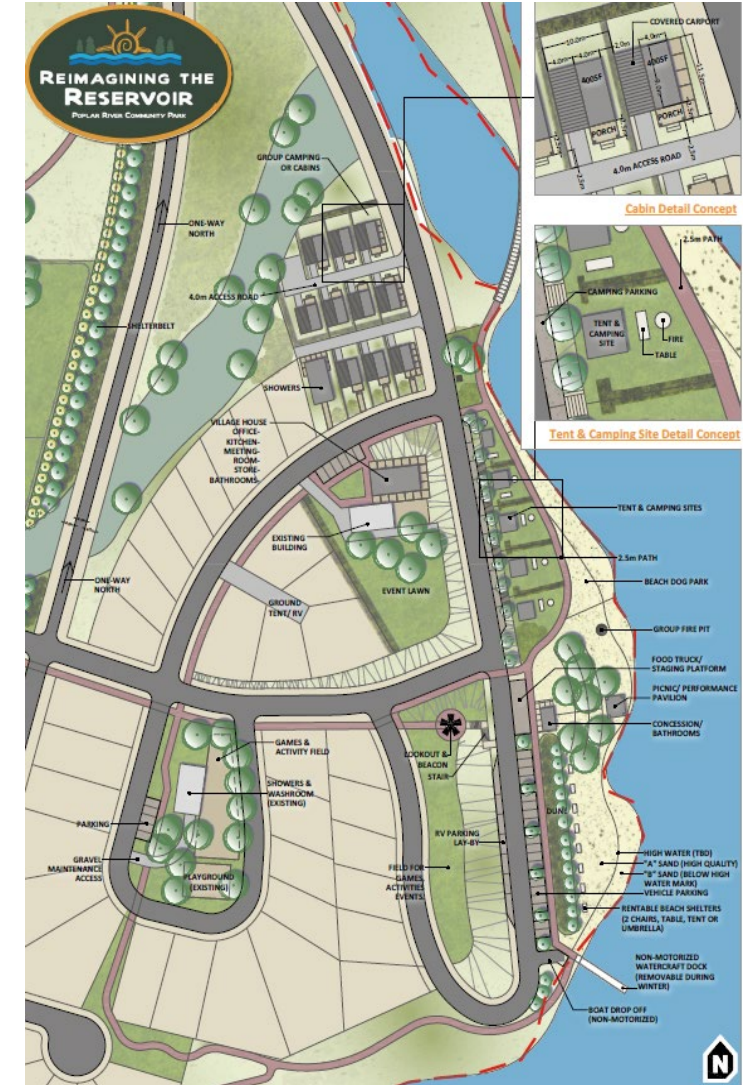 REIMAGINING THE
RESERVOIR
POPLAR RIVER COMMUNITY PARK
COVERED CARPORT
10.0m
4.0m
4.0m
2.0m
4.0m
400SF
400SF
11.5m
PORCH
PORCH
2.5m
2.5m
2.5m
4.0m ACCESS ROAD
Cabin Detail Concept
2.5m PATH
CAMPING PARKING
TENT &
CAMPING
SITE
FIRE
TABLE
Tent & Camping Site Detail Concept
GROUP CAMPING
OR CABINS
ONE-WAY
NORTH
4.0m ACCESS ROAD
SHELTERBELT
SHOWERS
VILLAGE HOUSE
OFFICE-
KITCHEN-
MEETING-
ROOM-
STORE-
BATHROOMS-
EXISTING
BUILDING
EVENT LAWN
GROUND
TENT/ RV
ONE-WAY
NORTH
TENT & CAMPING SITES
2.5m PATH
BEACH DOG PARK
GROUP FIRE PIT
FOOD TRUCK/
STAGING PLATFORM
PICNIC/ PERFORMANCE
PAVILION
CONCESSION/
BATHROOMS
GAMES &
ACTIVITY FIELD
LOOKOUT &
BEACON
STAIR
SHOWERS &
WASHROOM
(EXISTING)
PARKING
GRAVEL
MAINTENANCE
ACCESS
PLAYGROUND
(EXISTING)
RV PARKING
LAY-BY
DUNE
FIELD FOR
GAMES,
ACTIVITIES
EVENTS
HIGH WATER (TBD)
"A" SAND (HIGH QUALITY)
"B" SAND (BELOW HIGH
WATER MARK)
VEHICLE PARKING
RENTABLE BEACH SHELTERS
(2 CHAIRS, TABLE, TENT OR
UMBRELLA)
NON-MOTORIZED
WATERCRAFT DOCK
(REMOVABLE DURING
WINTER)
BOAT DROP OFF
(NON-MOTORIZED)
N